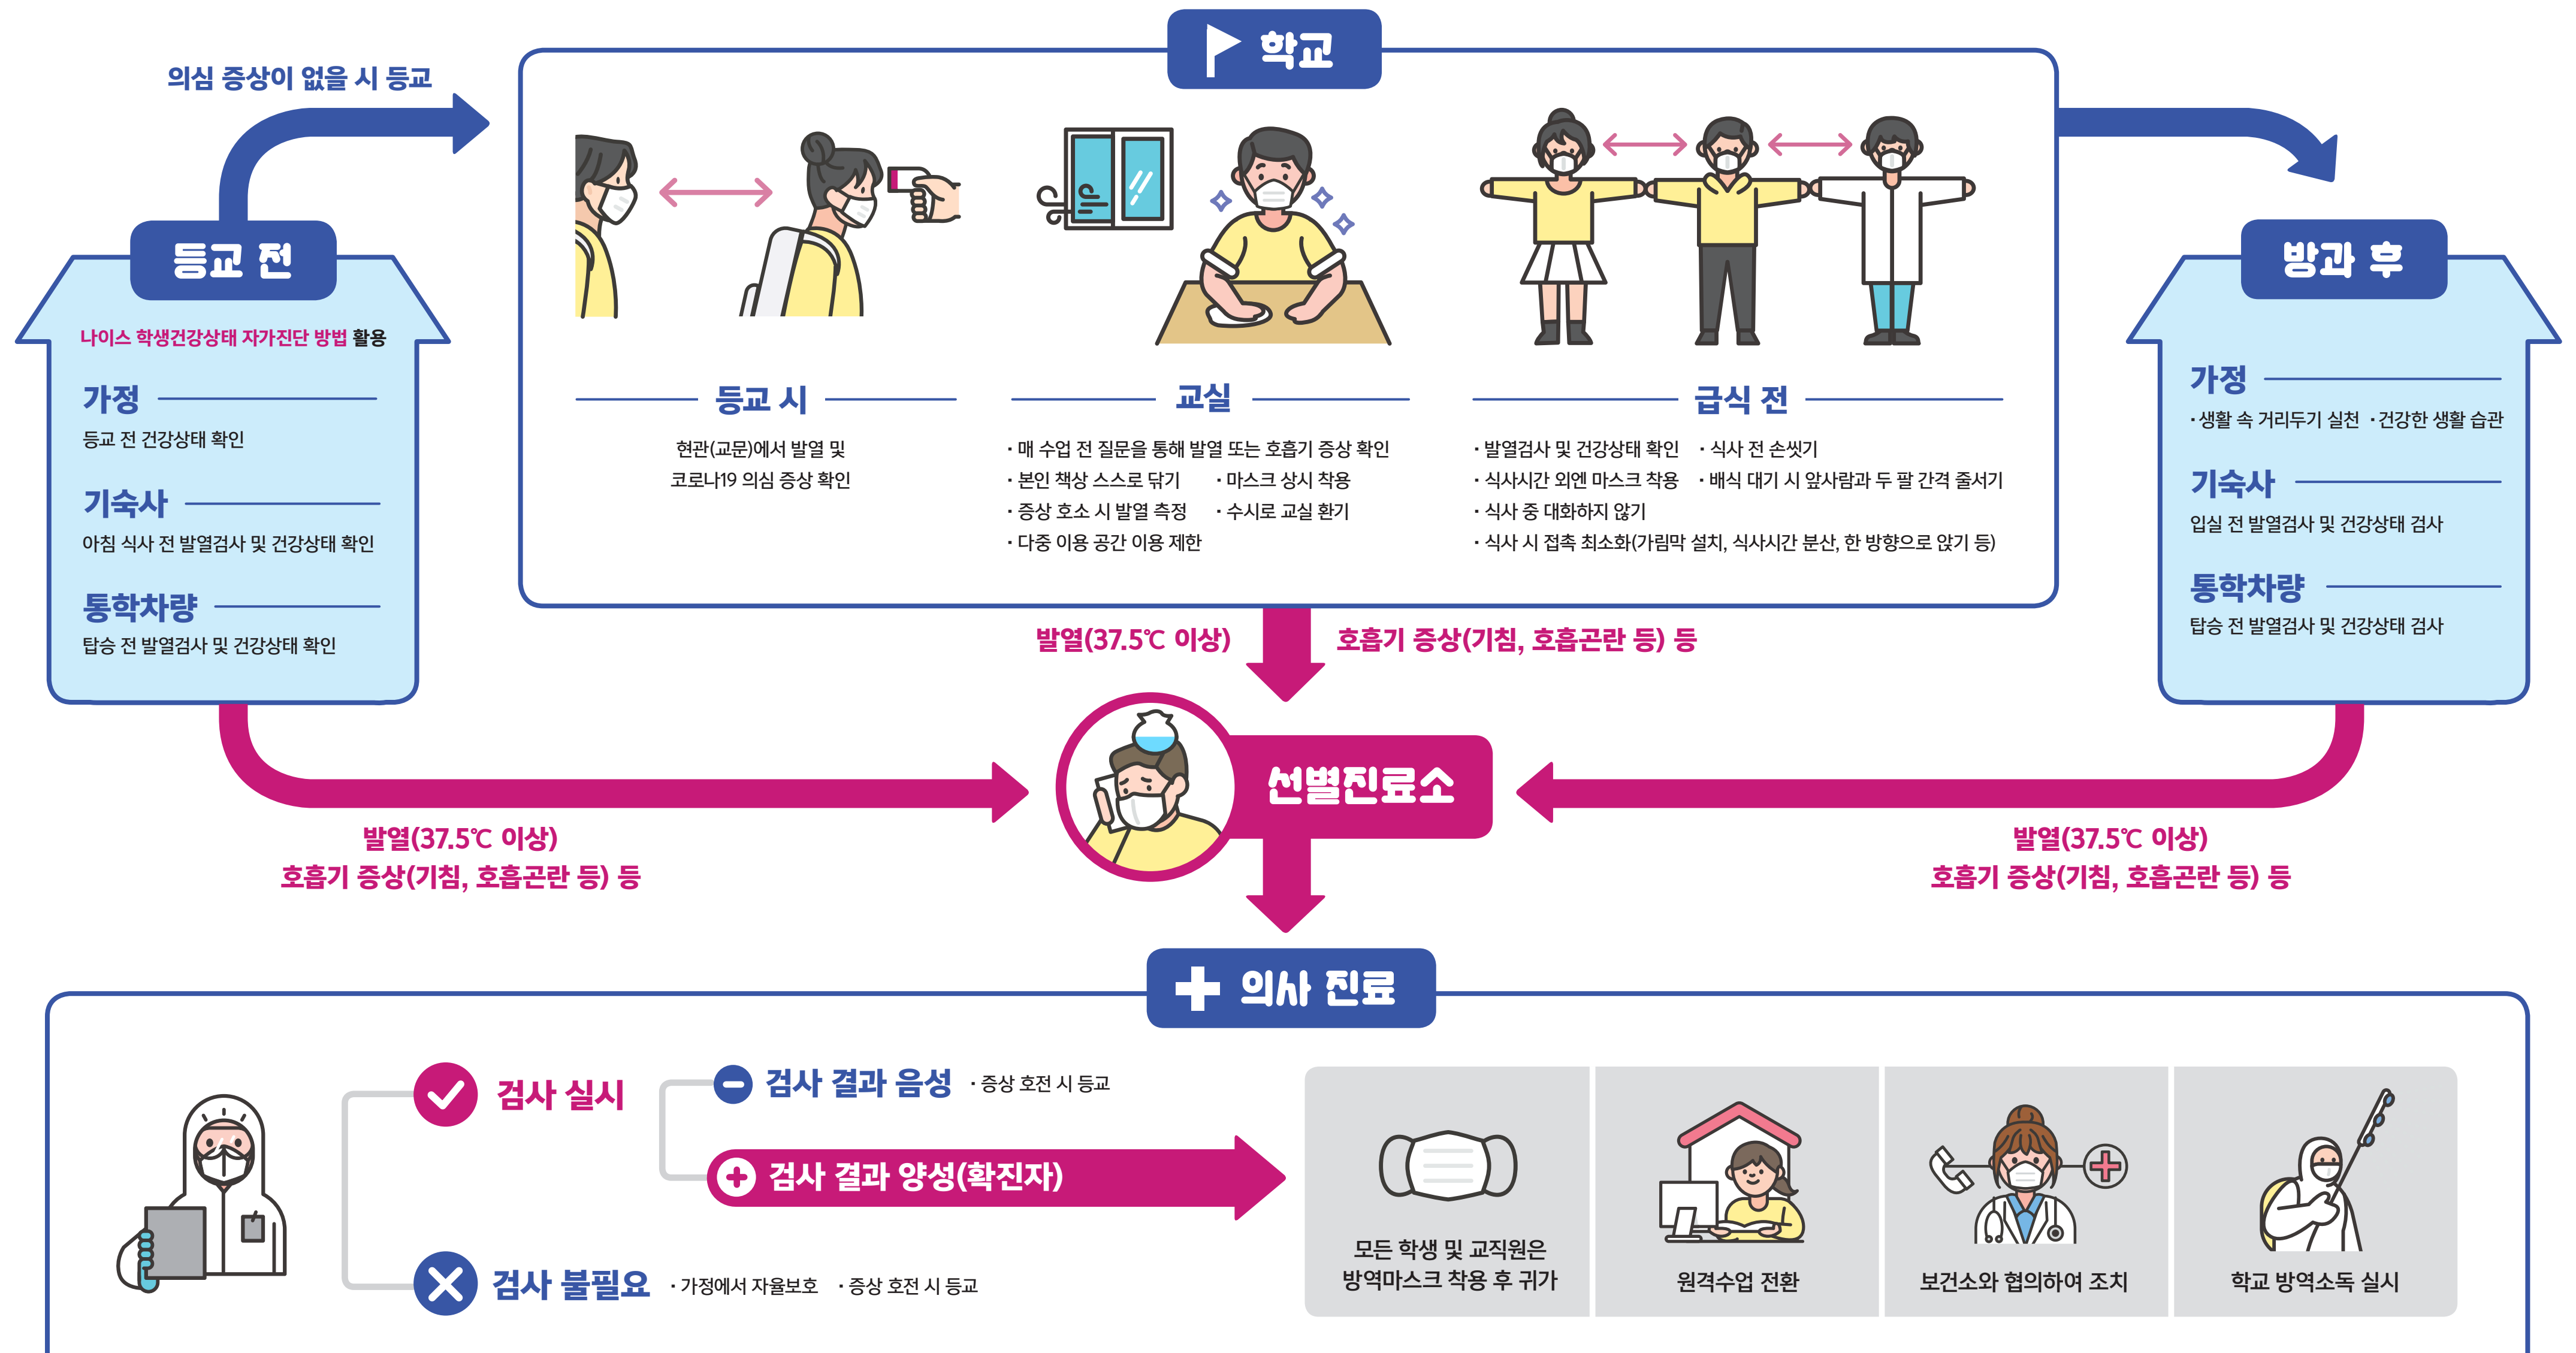 학교
의심 증상이 없을 시 등교
등교 전
나이스 학생건강상태 자가진단 방법 활용
가정
등교 전 건강상태 확인
기숙사
아침 식사 전 발열검사 및 건강상태 확인
통학차량
탑승 전 발열검사 및 건강상태 확인
등교 시
현관(교문)에서 발열 및
코로나19 의심 증상 확인
교실
· 매 수업 전 질문을 통해 발열 또는 호흡기 증상 확인
· 본인 책상 스스로 닦기 · 마스크 상시 착용
· 증상 호소 시 발열 측정 · 수시로 교실 환기
· 다중 이용 공간 이용 제한
급식 전
· 발열검사 및 건강상태 확인 · 식사 전 손씻기
· 식사시간 외엔 마스크 착용 · 배식 대기 시 앞사람과 두 팔 간격 줄서기
· 식사 중 대화하지 않기
· 식사 시 접촉 최소화(가림막 설치, 식사시간 분산, 한 방향으로 앉기 등)
방과 후
가정
· 생활 속 거리두기 실천 · 건강한 생활 습관
기숙사
입실 전 발열검사 및 건강상태 검사
통학차량
탑승 전 발열검사 및 건강상태 검사
발열(37.5℃ 이상) 호흡기 증상(기침, 호흡곤란 등) 등
선별진료소
발열(37.5℃ 이상)
호흡기 증상(기침, 호흡곤란 등) 등
발열(37.5℃ 이상)
호흡기 증상(기침, 호흡곤란 등) 등
의사 진료
검사 실시
검사 결과 음성 · 증상 호전 시 등교
검사 결과 양성(확진자)
검사 불필요 · 가정에서 자율보호 · 증상 호전 시 등교
모든 학생 및 교직원은
방역마스크 착용 후 귀가
원격수업 전환
보건소와 협의하여 조치
학교 방역소독 실시